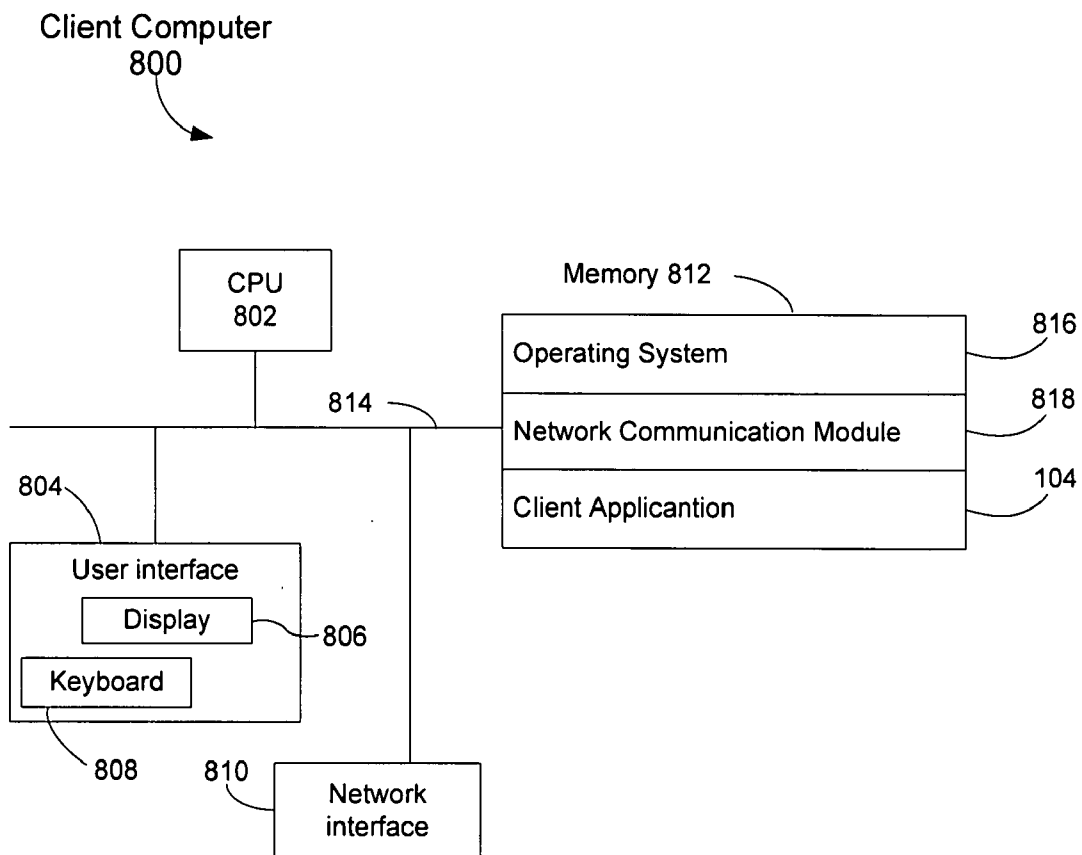 Client Computer
800
CPU
802
Memory 812
Operating System
816
814
Network Communication Module
818
Client Applicantion
104
804
User interface
Display
806
Keyboard
808
810
Network
interface